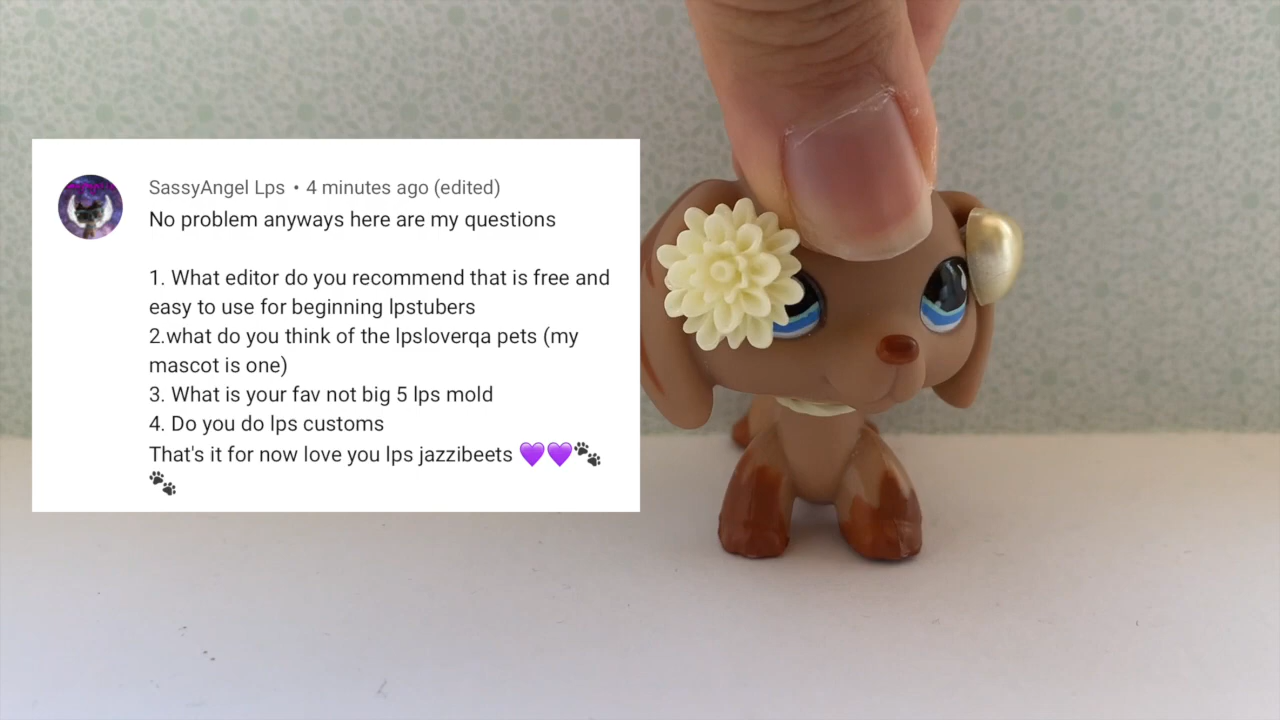 SassyAngel Lps • 4 minutes ago (edited)
No problem anyways here are my questions
1. What editor do you recommend that is free and
easy to use for beginning lpstubers
2.what do you think of the lpsloverqa pets (my
mascot is one)
3. What is your fav not big 5 lps mold
4. Do you do lps customs
That's it for now love you lps jazzibeets 💜💜🐾
🐾